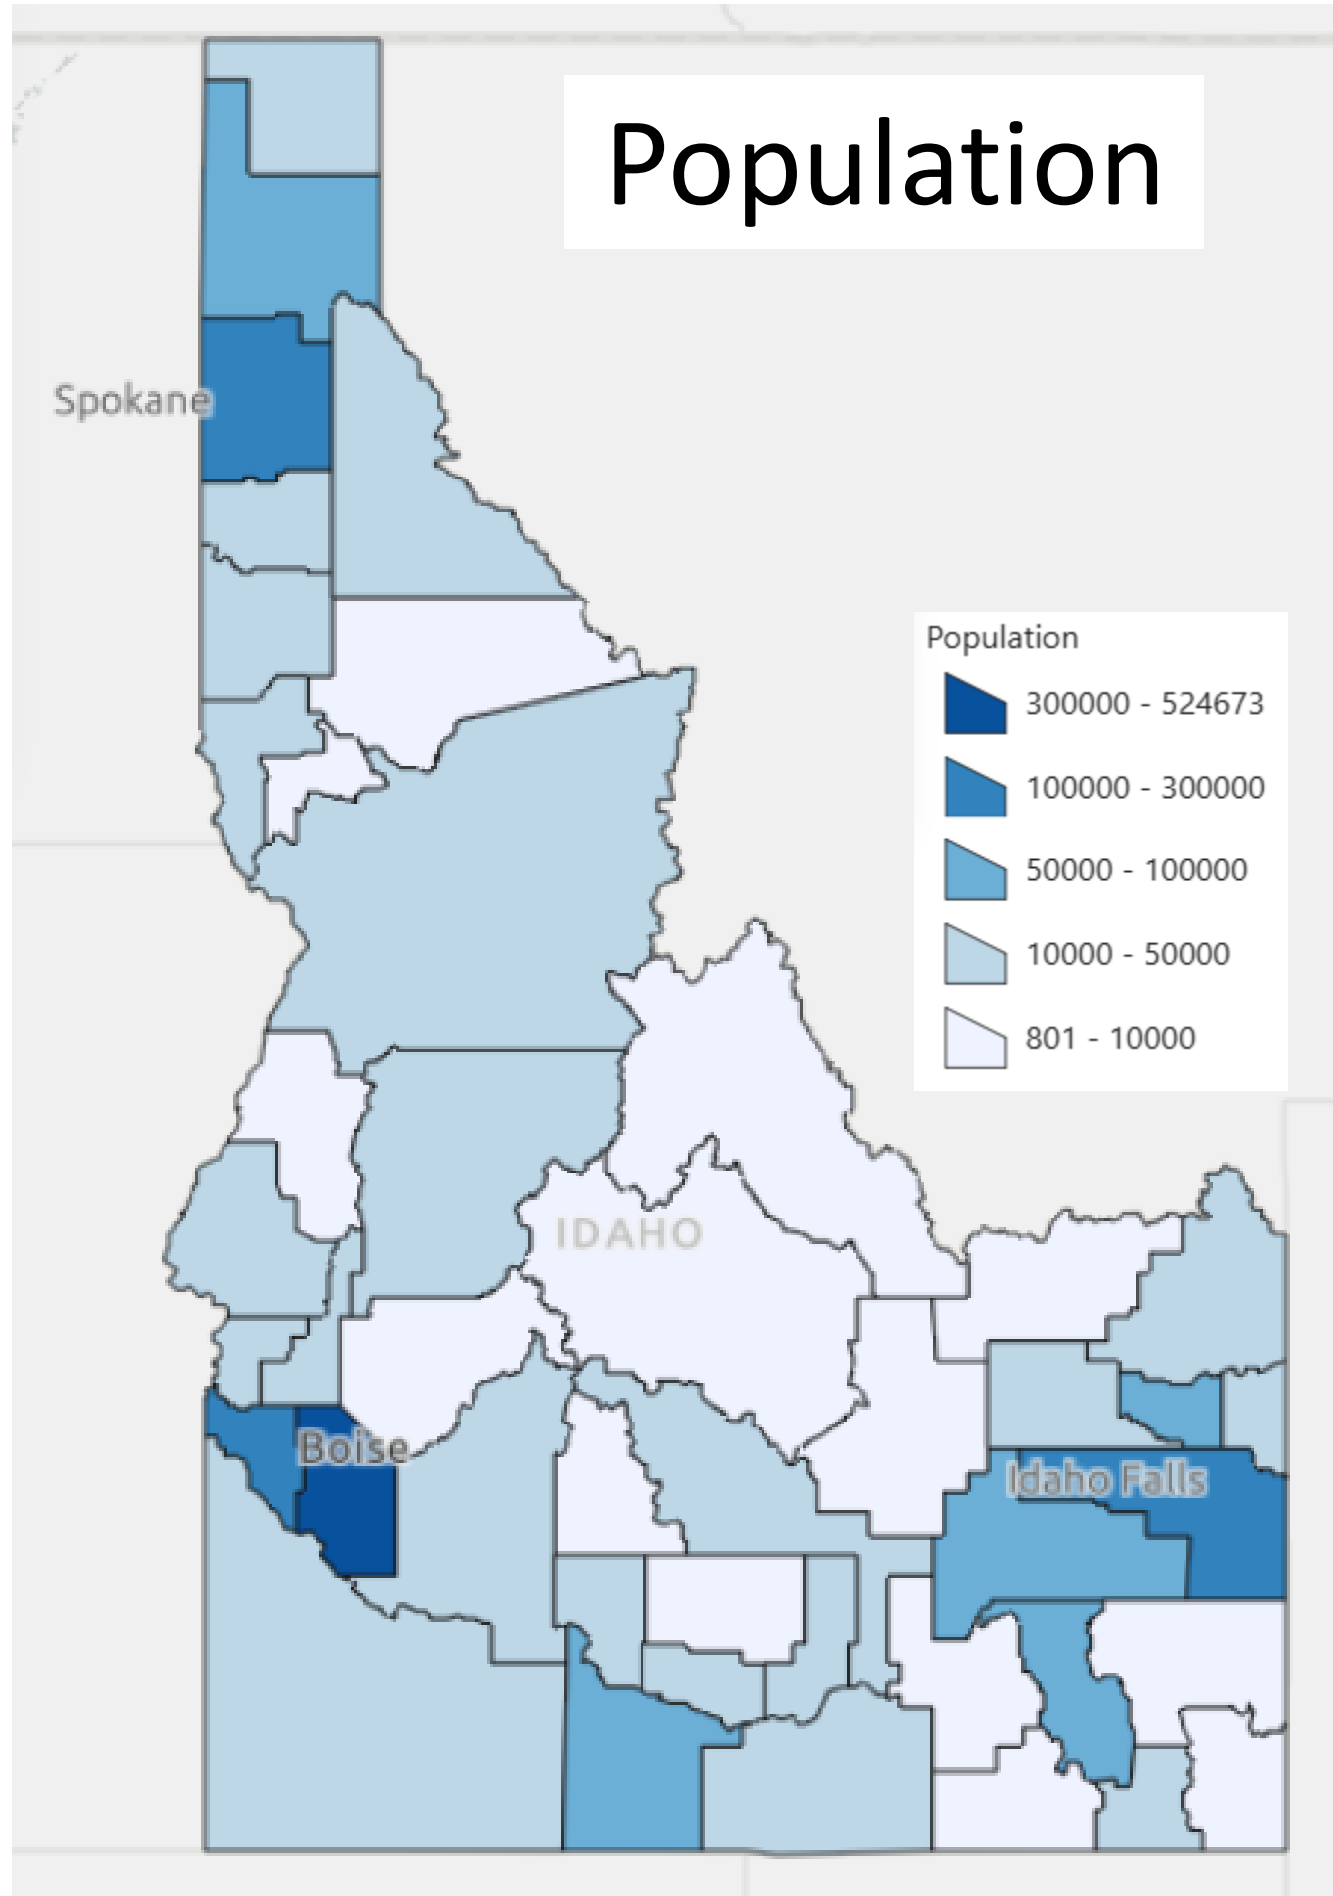 Population
Spokane
Population
300000 - 524673
100000 - 300000
50000 - 100000
10000 - 50000
801 - 10000
IDAHO
Boise
Idaho Falls